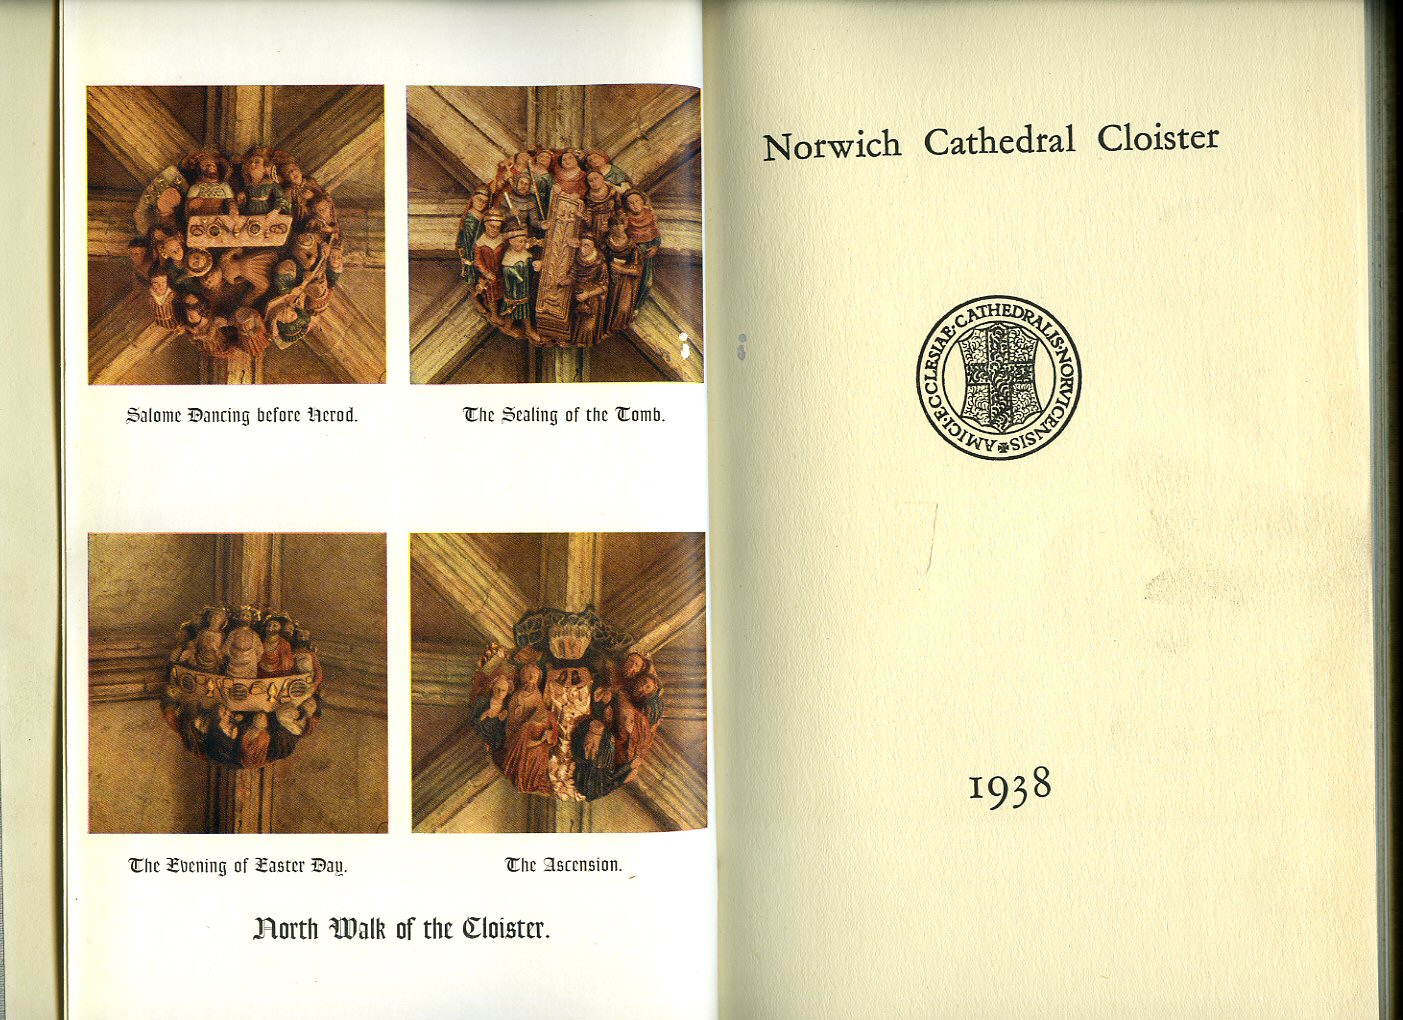 Salome Dancing before Herod.
The Sealing of the Tomb.
The Evening of Easter Day.
The Ascension.
North Walk of the Cloister.
Norwich Cathedral Cloister
AMICI·ECCLESIAE·CATHEDRALIS·NORVICENSIS
1938